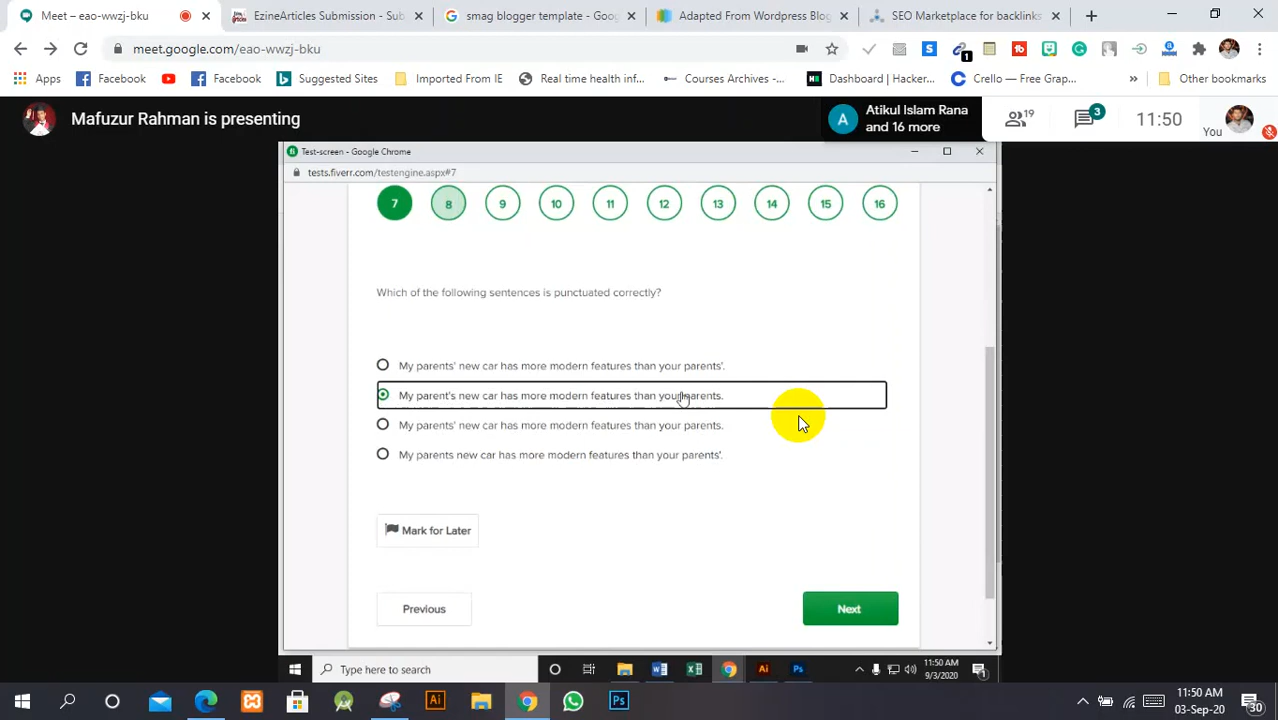 Meet – eao-wwzj-bku
EzineArticles Submission - Sub
smag blogger template - Goog
Adapted From Wordpress Blog
SEO Marketplace for backlinks
meet.google.com/eao-wwzj-bku
1
Apps
Facebook
Facebook
Suggested Sites
Imported From IE
Real time health inf...
Courses Archives -...
Dashboard | Hacker...
Crello — Free Grap...
»
Other bookmarks
Mafuzur Rahman is presenting
A
Atikul Islam Rana
and 16 more
19
3
11:50
You
Test-screen - Google Chrome
tests.fiverr.com/testengine.aspx#7
7 8 9 10 11 12 13 14 15 16
Which of the following sentences is punctuated correctly?
My parents' new car has more modern features than your parents'.
My parent's new car has more modern features than your parents.
My parents' new car has more modern features than your parents.
My parents new car has more modern features than your parents'.
Mark for Later
Previous
Next
Type here to search
11:50 AM
9/3/2020
1
11:50 AM
03-Sep-20
30